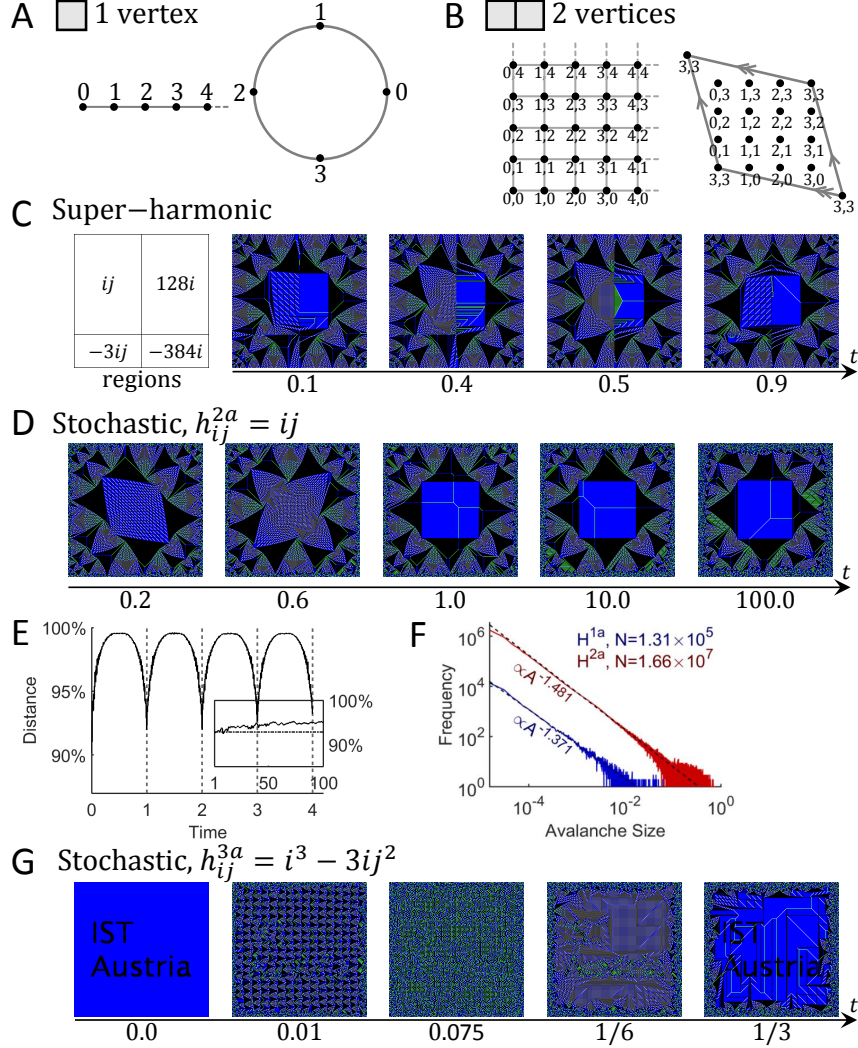 A
1 vertex
0 1 2 3 4
1
2
0
3
B
2 vertices
0,4 1,4 2,4 3,4 4,4
0,3 1,3 2,3 3,3 4,3
0,2 1,2 2,2 3,2 4,2
0,1 1,1 2,1 3,1 4,1
0,0 1,0 2,0 3,0 4,0
3,3
0,3 1,3 2,3 3,3
0,2 1,2 2,2 3,2
0,1 1,1 2,1 3,1
3,3 1,0 2,0 3,0
3,3
C Super−harmonic
ij 128i
−3ij −384i
regions
0.1 0.4 0.5 0.9 t
D Stochastic, h_{ij}^{2a} = ij
0.2 0.6 1.0 10.0 100.0 t
E
100%
95%
90%
Distance
100%
90%
1 50 100
0 1 2 3 4
Time
F
10^6
10^4
10^2
10^0
Frequency
H^{1a}, N=1.31×10^5
H^{2a}, N=1.66×10^7
∝A^{-1.481}
∝A^{-1.371}
10^{-4} 10^{-2} 10^0
Avalanche Size
G Stochastic, h_{ij}^{3a} = i^3 − 3ij^2
IST
Austria
IST
Austria
0.0 0.01 0.075 1/6 1/3 t